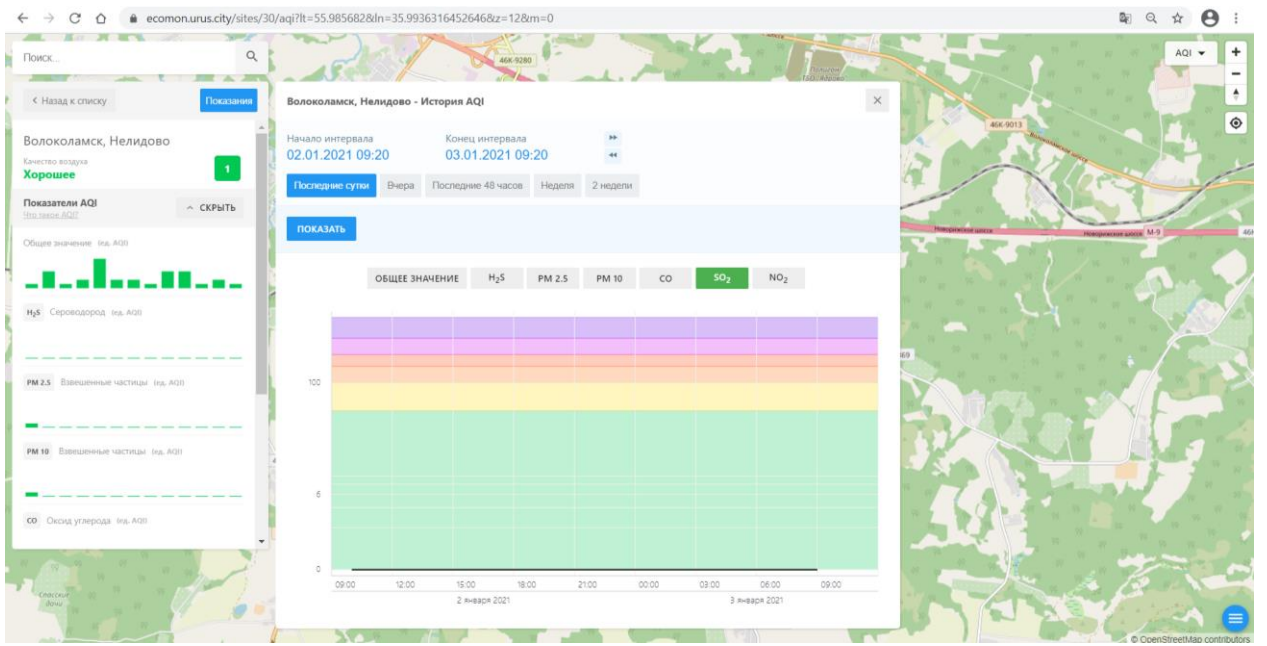 ecomon.urus.city/sites/30/aqi?lt=55.985682&ln=35.9936316452646&z=12&m=0
Поиск...
46К-9280
AQI
Назад к списку
Показания
Волоколамск, Нелидово
Качество воздуха
Хорошее
1
Показатели AQI
Что такое AQI?
СКРЫТЬ
Общее значение (ед. AQI)
H₂S Сероводород (ед. AQI)
PM 2.5 Взвешенные частицы (ед. AQI)
PM 10 Взвешенные частицы (ед. AQI)
CO Оксид углерода (ед. AQI)
Волоколамск, Нелидово - История AQI
Начало интервала
Конец интервала
02.01.2021 09:20
03.01.2021 09:20
Последние сутки
Вчера
Последние 48 часов
Неделя
2 недели
ПОКАЗАТЬ
ОБЩЕЕ ЗНАЧЕНИЕ
H₂S
PM 2.5
PM 10
CO
SO₂
NO₂
100
6
0
09:00 12:00 15:00 18:00 21:00 00:00 03:00 06:00 09:00
2 января 2021
3 января 2021
46К-9013
Волоколамское шоссе
Новорижское шоссе
Новорижское шоссе
М-9
Спасские
дачи
© OpenStreetMap contributors